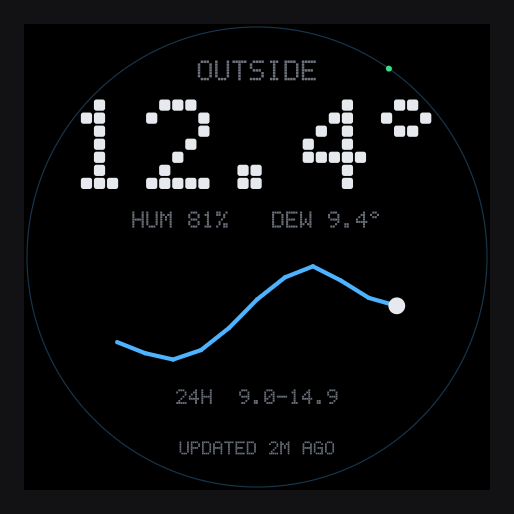 OUTSIDE
12.4°
HUM 81% DEW 9.4°
24H 9.0-14.9
UPDATED 2M AGO